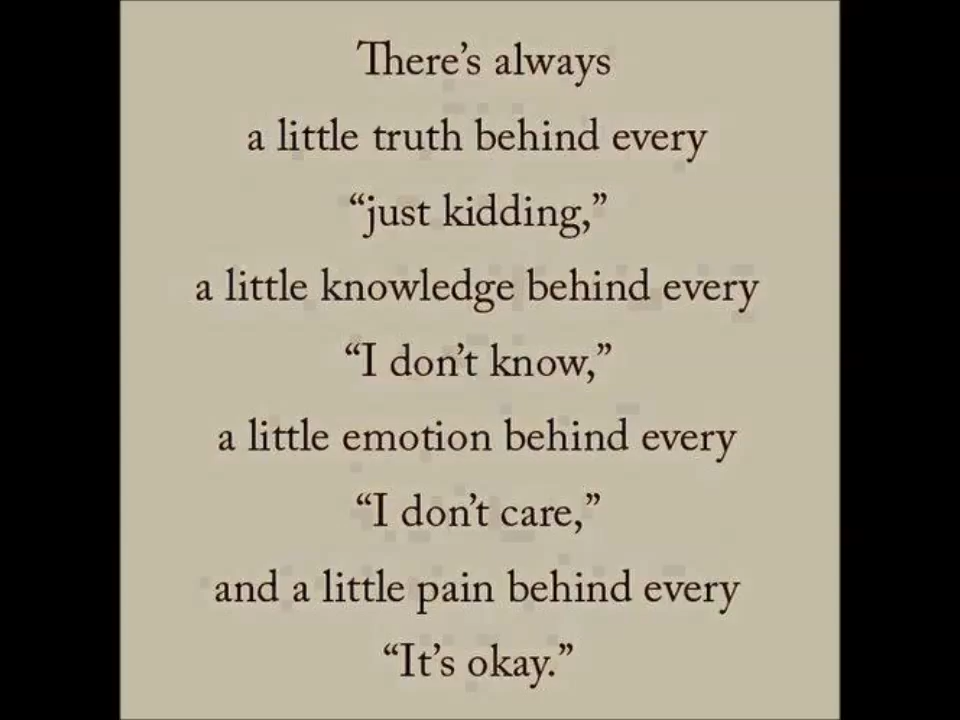 There’s always
a little truth behind every
“just kidding,”
a little knowledge behind every
“I don’t know,”
a little emotion behind every
“I don’t care,”
and a little pain behind every
“It’s okay.”